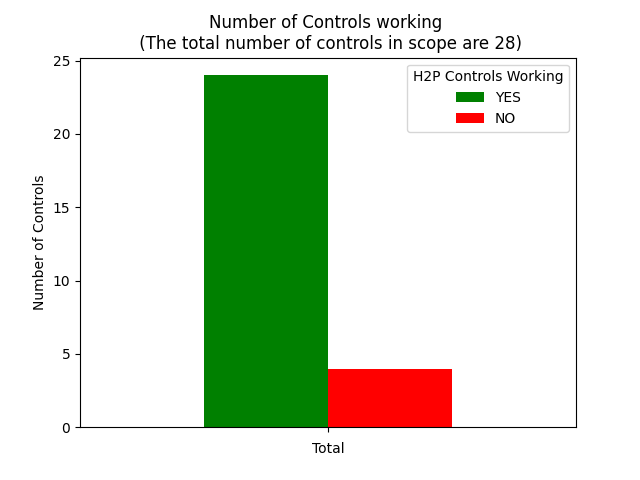 Number of Controls working
(The total number of controls in scope are 28)
25
20
15
10
5
0
Number of Controls
H2P Controls Working
YES
NO
Total